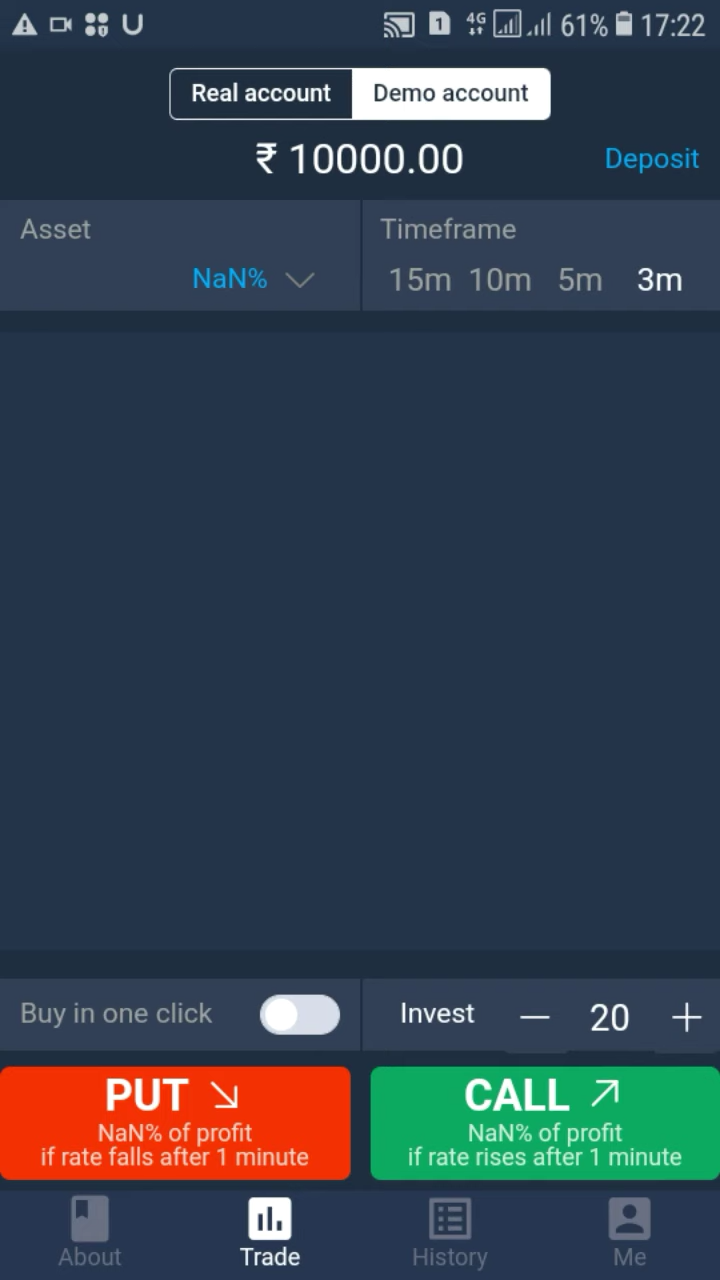 1 4G 61% 17:22
Real account Demo account
₹ 10000.00 Deposit
Asset Timeframe
NaN% 15m 10m 5m 3m
Buy in one click Invest — 20 +
PUT CALL
NaN% of profit NaN% of profit
if rate falls after 1 minute if rate rises after 1 minute
About Trade History Me